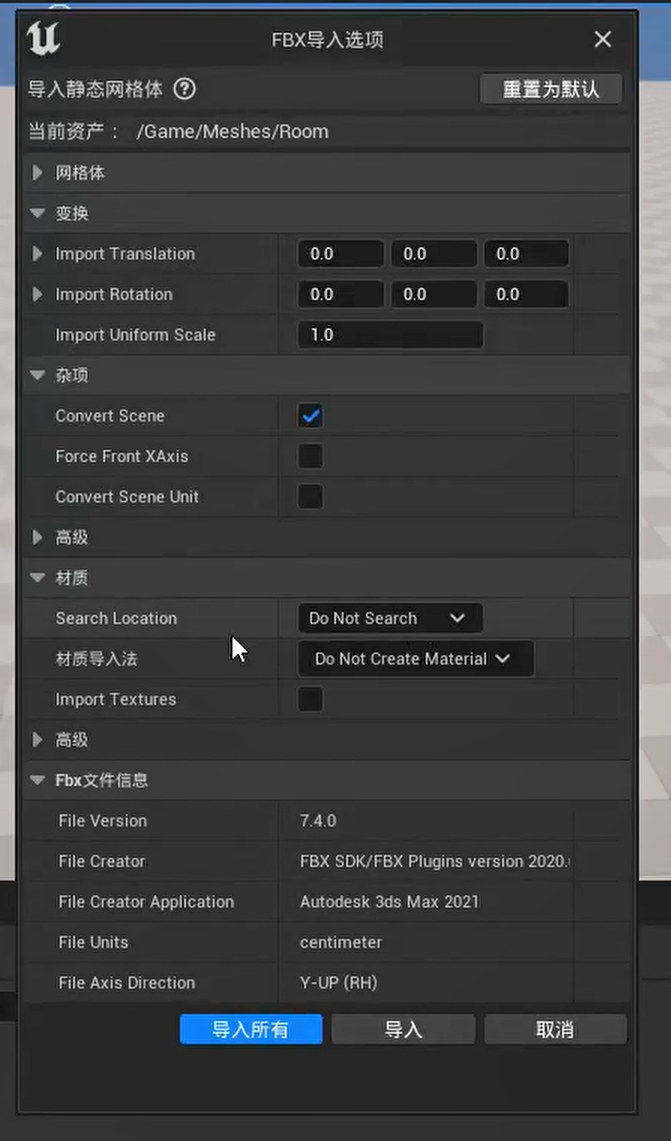 FBX导入选项
导入静态网格体 ?
重置为默认
当前资产： /Game/Meshes/Room
网格体
变换
Import Translation 0.0 0.0 0.0
Import Rotation 0.0 0.0 0.0
Import Uniform Scale 1.0
杂项
Convert Scene
Force Front XAxis
Convert Scene Unit
高级
材质
Search Location Do Not Search
材质导入法 Do Not Create Material
Import Textures
高级
Fbx文件信息
File Version 7.4.0
File Creator FBX SDK/FBX Plugins version 2020.
File Creator Application Autodesk 3ds Max 2021
File Units centimeter
File Axis Direction Y-UP (RH)
导入所有 导入 取消